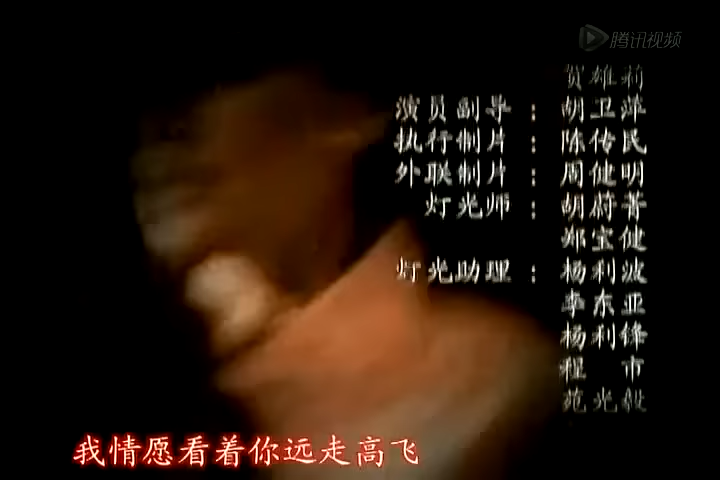 腾讯视频
贺雄莉
演员副导：胡卫萍
执行制片：陈传民
外联制片：周健明
灯光师：胡蔚菁
郑宝健
灯光助理：杨利波
李东亚
杨利锋
程 市
苑光毅
我情愿看着你远走高飞